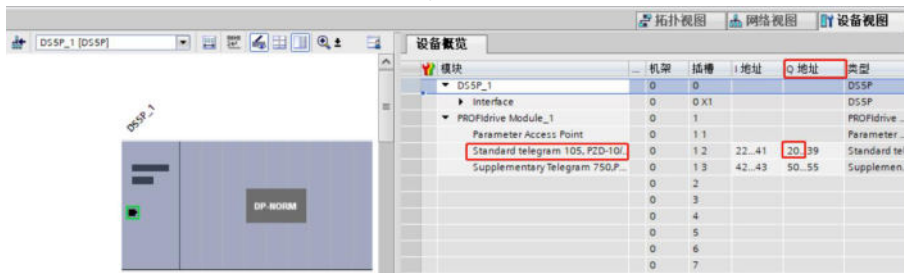 拓扑视图 网络视图 设备视图
DS5P_1 [DS5P]
设备概览
模块 ... 机架 插槽 I 地址 Q 地址 类型
DS5P_1 0 0 DS5P
Interface 0 0 X1 DS5P
PROFIdrive Module_1 0 1 PROFIdrive ..
Parameter Access Point 0 1 1 Parameter ..
Standard telegram 105, PZD-10/.. 0 1 2 22...41 20...39 Standard tel
Supplementary Telegram 750,P... 0 1 3 42...43 50...55 Supplemen.
0 2
0 3
0 4
0 5
0 6
0 7
DS5P_1
DP-NORM